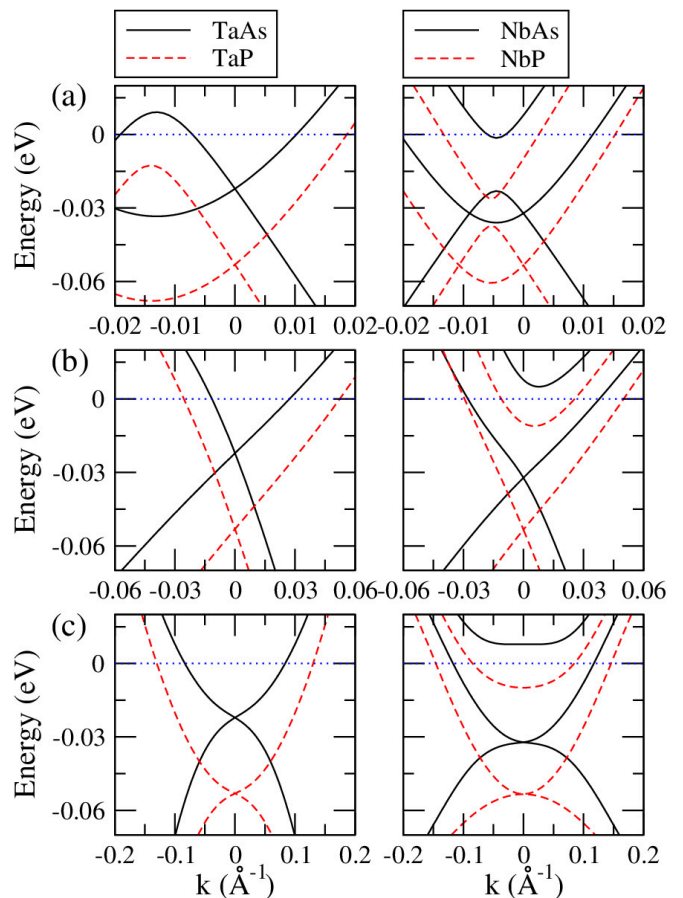 TaAs NbAs
TaP NbP
(a)
Energy (eV)
0
-0.03
-0.06
-0.02 -0.01 0 0.01 0.02 -0.02 -0.01 0 0.01 0.02
(b)
Energy (eV)
0
-0.03
-0.06
-0.06 -0.03 0 0.03 0.06 -0.06 -0.03 0 0.03 0.06
(c)
Energy (eV)
0
-0.03
-0.06
-0.2 -0.1 0 0.1 0.2 -0.2 -0.1 0 0.1 0.2
k (Å⁻¹) k (Å⁻¹)